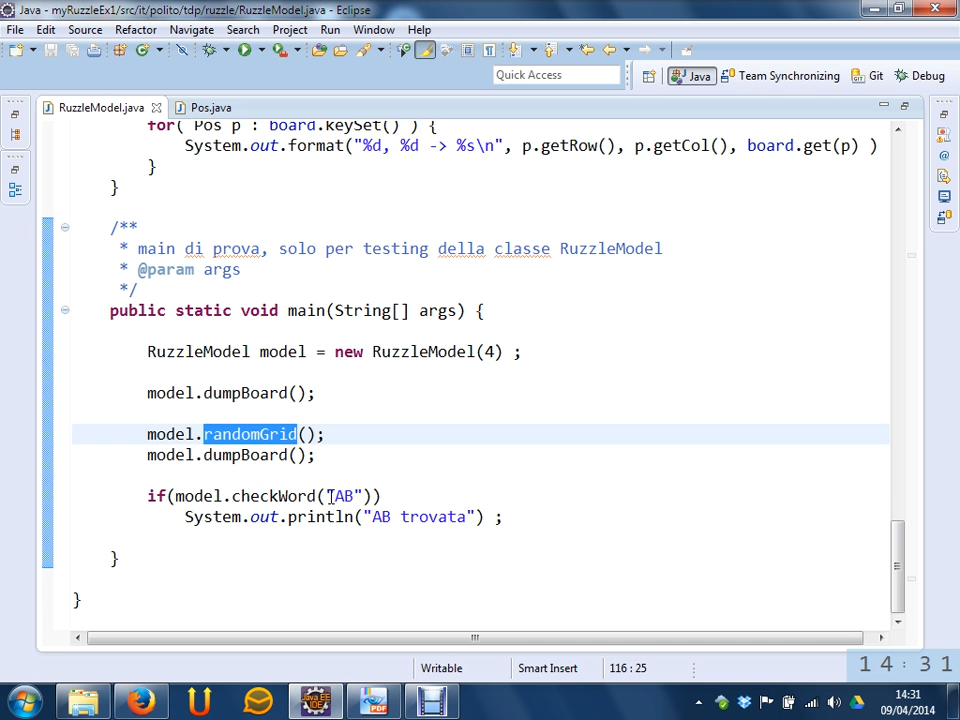 Java - myRuzzleEx1/src/it/polito/tdp/ruzzle/RuzzleModel.java - Eclipse
File Edit Source Refactor Navigate Search Project Run Window Help
Quick Access
Java Team Synchronizing Git Debug
RuzzleModel.java Pos.java
for( Pos p : board.keySet() ) {
System.out.format("%d, %d -> %s\n", p.getRow(), p.getCol(), board.get(p) )
}
}
/**
* main di prova, solo per testing della classe RuzzleModel
* @param args
*/
public static void main(String[] args) {
RuzzleModel model = new RuzzleModel(4) ;
model.dumpBoard();
model.randomGrid();
model.dumpBoard();
if(model.checkWord("AB"))
System.out.println("AB trovata") ;
}
}
Writable Smart Insert 116 : 25
14:31
14:31
09/04/2014